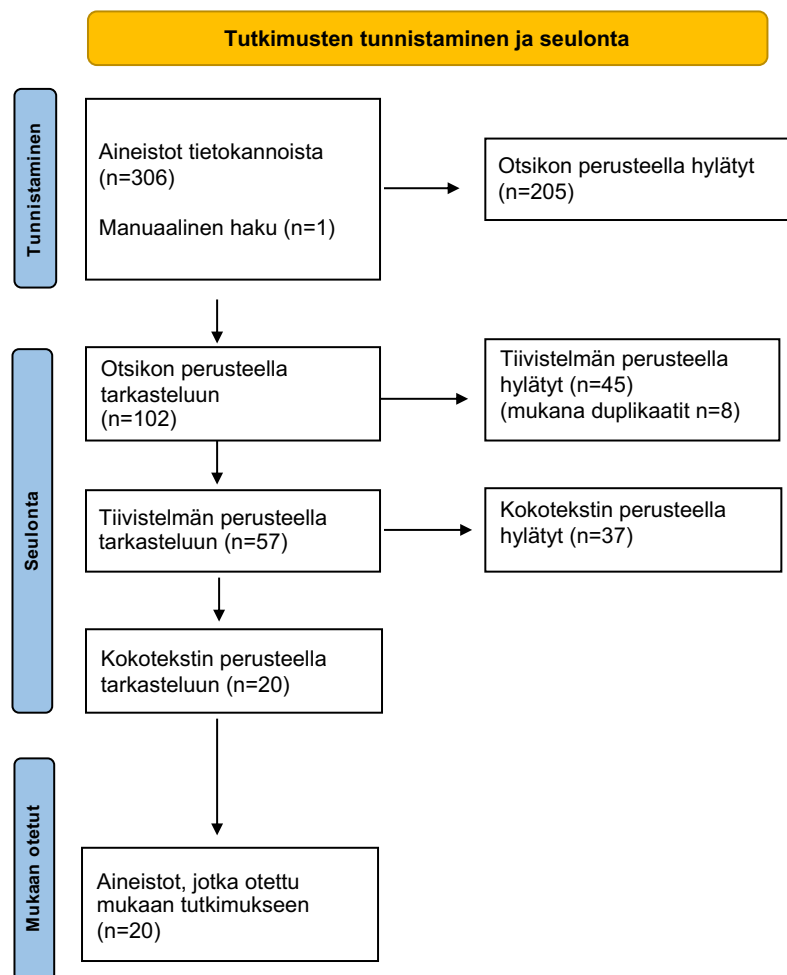 Tutkimusten tunnistaminen ja seulonta
Tunnistaminen
Aineistot tietokannoista
(n=306)
Manuaalinen haku (n=1)
Otsikon perusteella hylätyt
(n=205)
Seulonta
Otsikon perusteella
tarkasteluun
(n=102)
Tiivistelmän perusteella
hylätyt (n=45)
(mukana duplikaatit n=8)
Tiivistelmän perusteella
tarkasteluun (n=57)
Kokotekstin perusteella
hylätyt (n=37)
Kokotekstin perusteella
tarkasteluun (n=20)
Mukaan otetut
Aineistot, jotka otettu
mukaan tutkimukseen
(n=20)